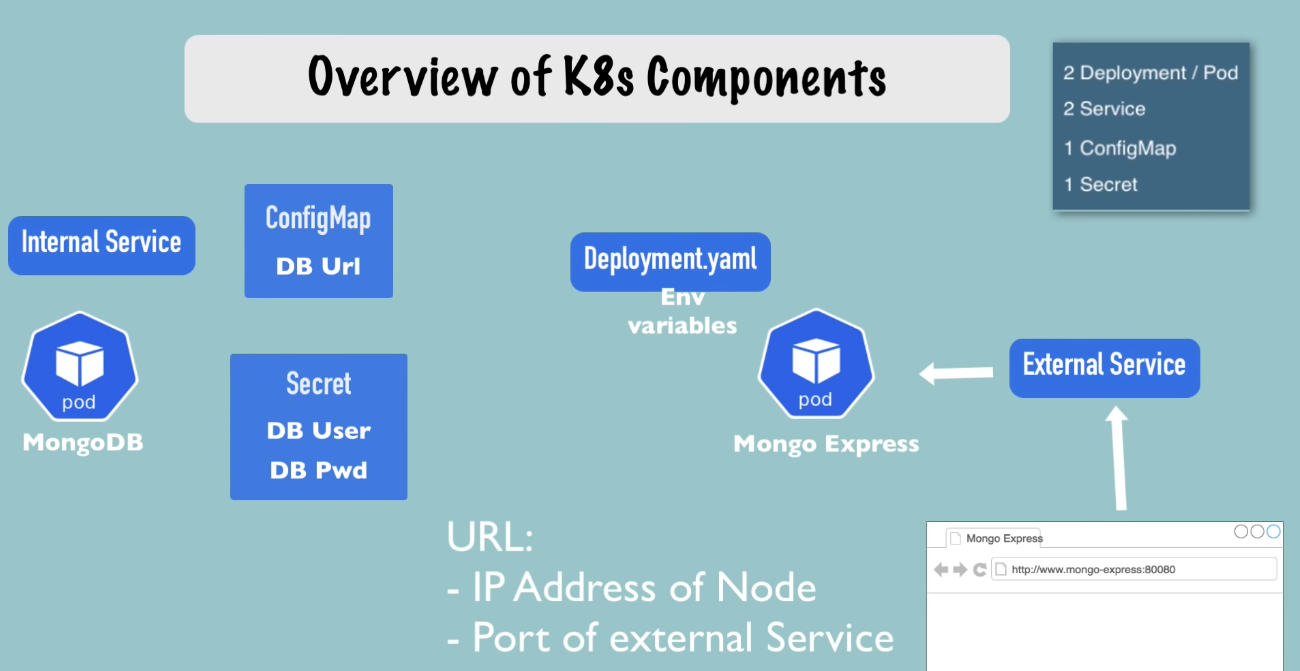 Overview of K8s Components
2 Deployment / Pod
2 Service
1 ConfigMap
1 Secret
Internal Service
pod
MongoDB
ConfigMap
DB Url
Secret
DB User
DB Pwd
Deployment.yaml
Env
variables
pod
Mongo Express
External Service
URL:
- IP Address of Node
- Port of external Service
Mongo Express
http://www.mongo-express:80080